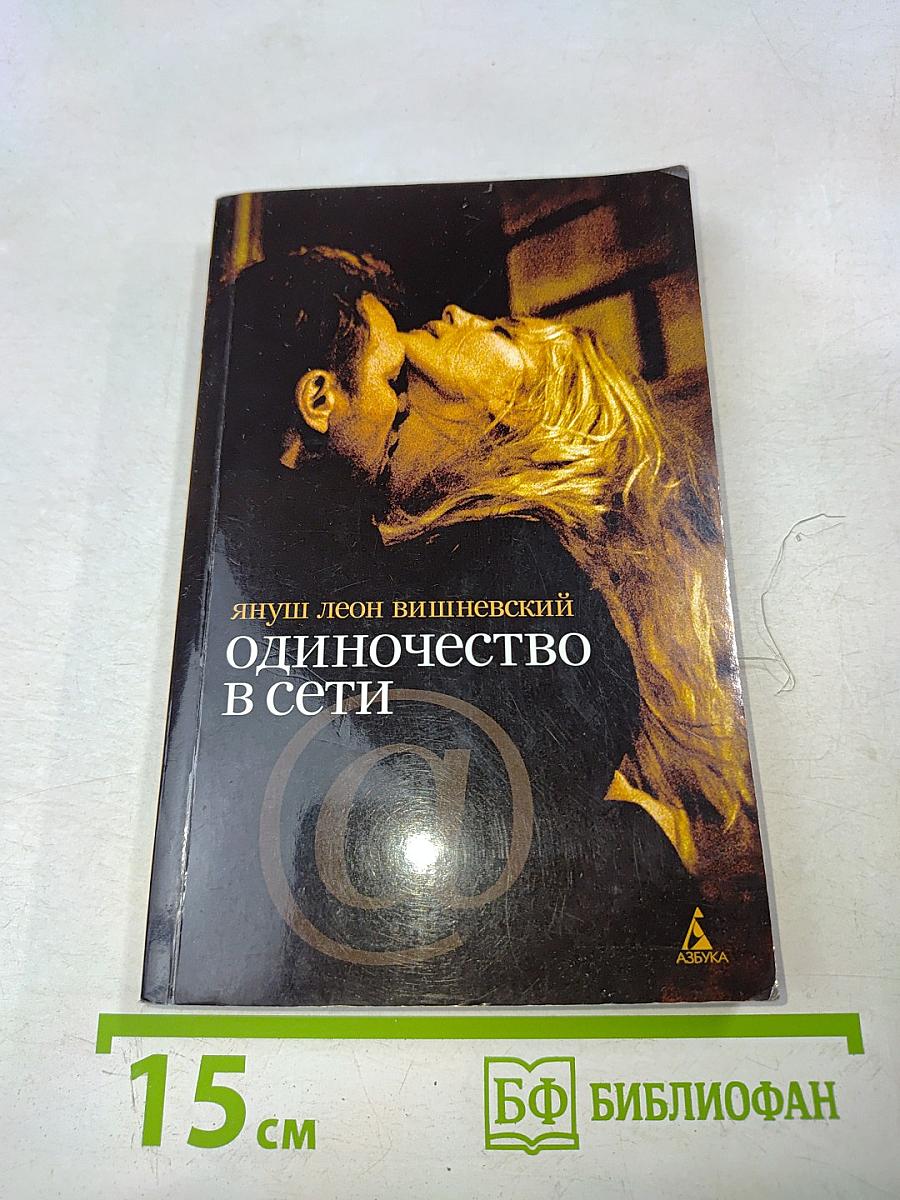 януш леон вишневский
одиночество
в сети
@
АЗБУКА
15 см
БФ БИБЛИОФАН